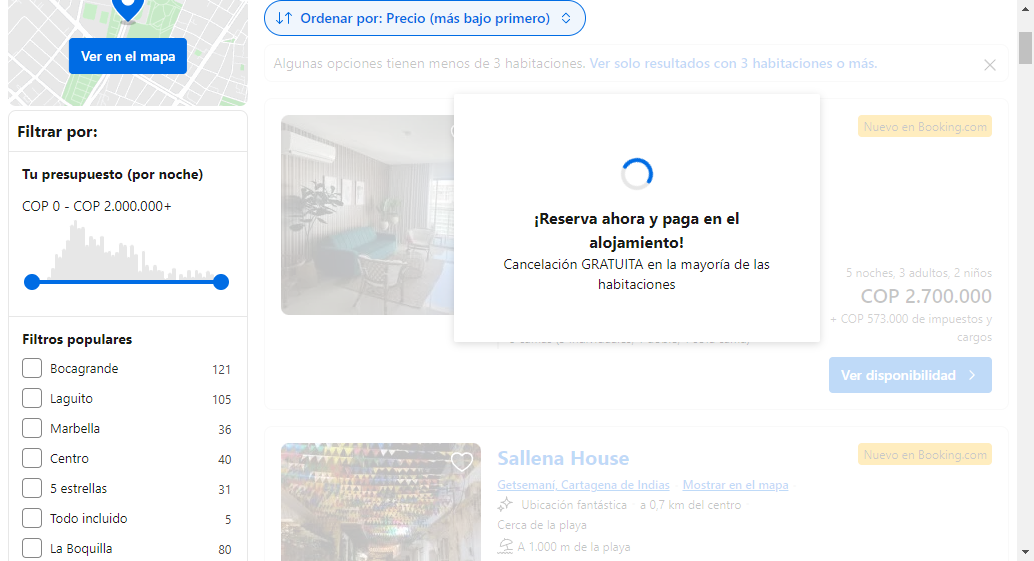 Ver en el mapa
Filtrar por:
Tu presupuesto (por noche)
COP 0 - COP 2.000.000+
Filtros populares
Bocagrande 121
Laguito 105
Marbella 36
Centro 40
5 estrellas 31
Todo incluido 5
La Boquilla 80
Ordenar por: Precio (más bajo primero)
Algunas opciones tienen menos de 3 habitaciones. Ver solo resultados con 3 habitaciones o más.
Nuevo en Booking.com
¡Reserva ahora y paga en el
alojamiento!
Cancelación GRATUITA en la mayoría de las
habitaciones
5 noches, 3 adultos, 2 niños
COP 2.700.000
+ COP 573.000 de impuestos y
cargos
Ver disponibilidad
Sallena House
Nuevo en Booking.com
Getsemaní, Cartagena de Indias Mostrar en el mapa
Ubicación fantástica a 0,7 km del centro
Cerca de la playa
A 1.000 m de la playa